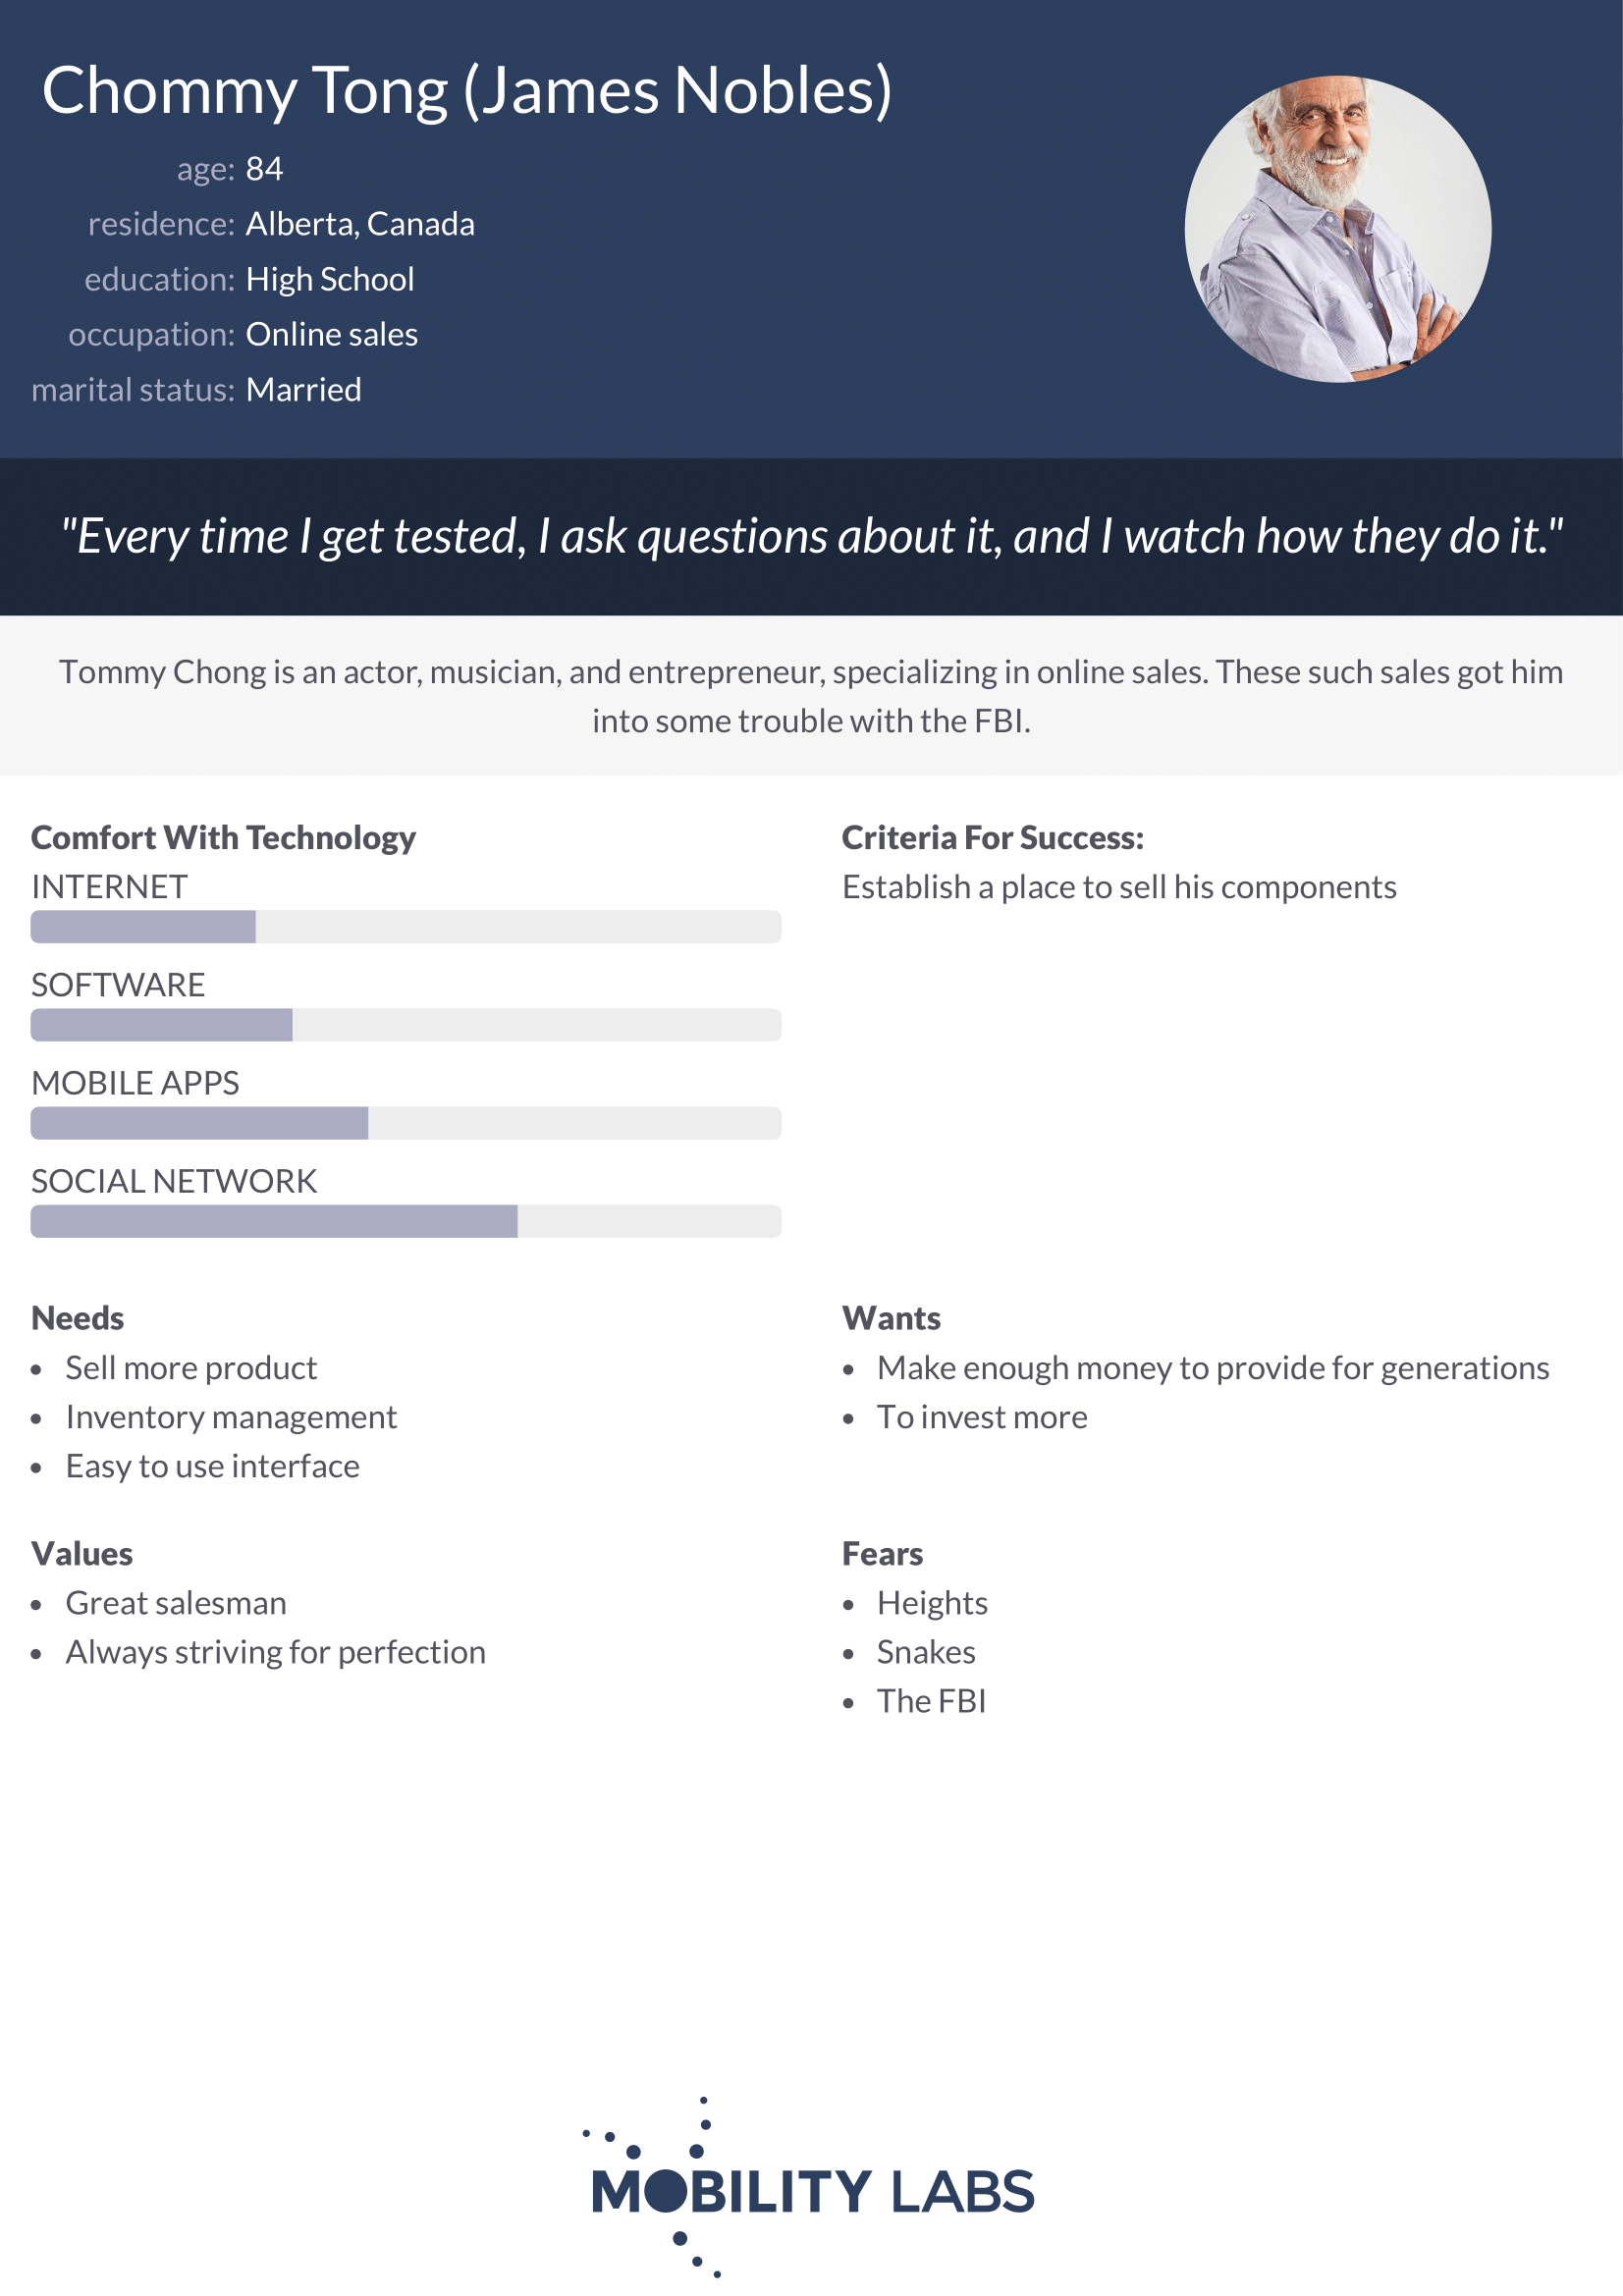 Chommy Tong (James Nobles)
age: 84
residence: Alberta, Canada
education: High School
occupation: Online sales
marital status: Married
"Every time I get tested, I ask questions about it, and I watch how they do it."
Tommy Chong is an actor, musician, and entrepreneur, specializing in online sales. These such sales got him
into some trouble with the FBI.
Comfort With Technology
INTERNET
SOFTWARE
MOBILE APPS
SOCIAL NETWORK
Criteria For Success:
Establish a place to sell his components
Needs
• Sell more product
• Inventory management
• Easy to use interface
Wants
• Make enough money to provide for generations
• To invest more
Values
• Great salesman
• Always striving for perfection
Fears
• Heights
• Snakes
• The FBI
MOBILITY LABS